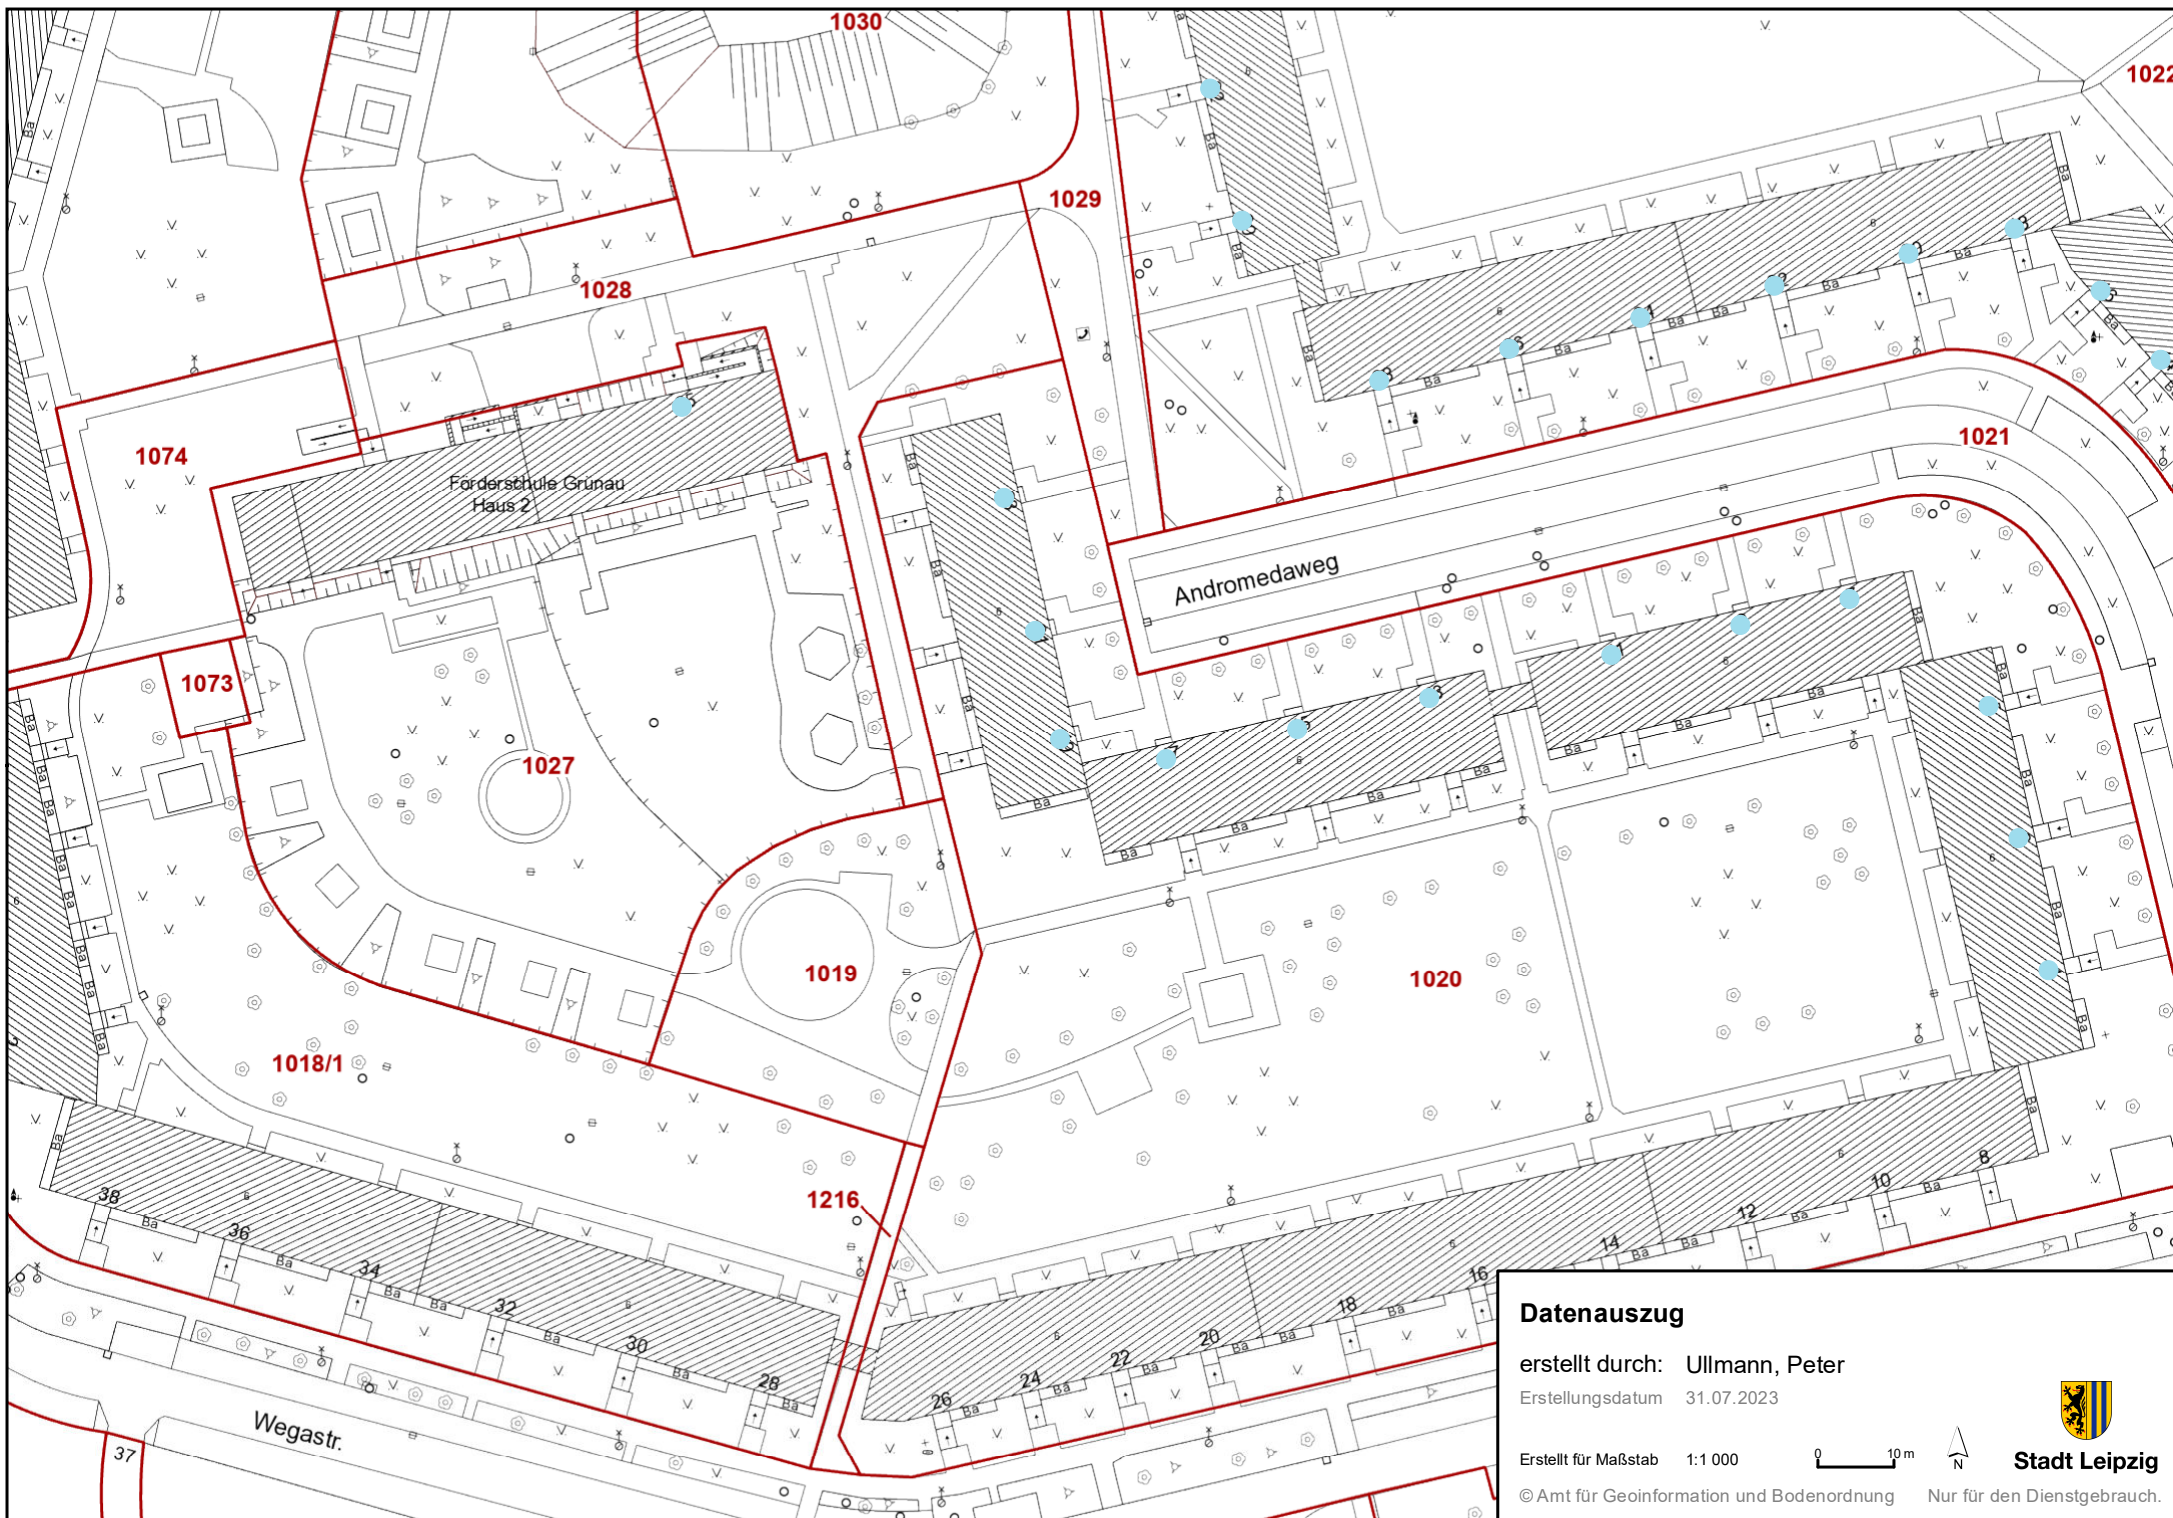 1030
1022
1029
1028
1074
1021
Förderschule Grünau
Haus 2
Andromedaweg
1073
1027
1019
1020
1018/1
1216
38
36
34
32
30
28
26
24
22
20
18
16
14
12
10
8
Wegastr.
37
Datenauszug
erstellt durch: Ullmann, Peter
Erstellungsdatum 31.07.2023
Erstellt für Maßstab 1:1 000
0 10 m
N
Stadt Leipzig
© Amt für Geoinformation und Bodenordnung Nur für den Dienstgebrauch.